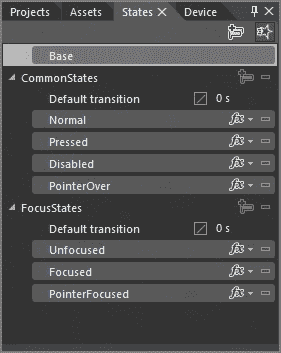 Projects Assets States Device
Base
CommonStates
Default transition 0 s
Normal
Pressed
Disabled
PointerOver
FocusStates
Default transition 0 s
Unfocused
Focused
PointerFocused